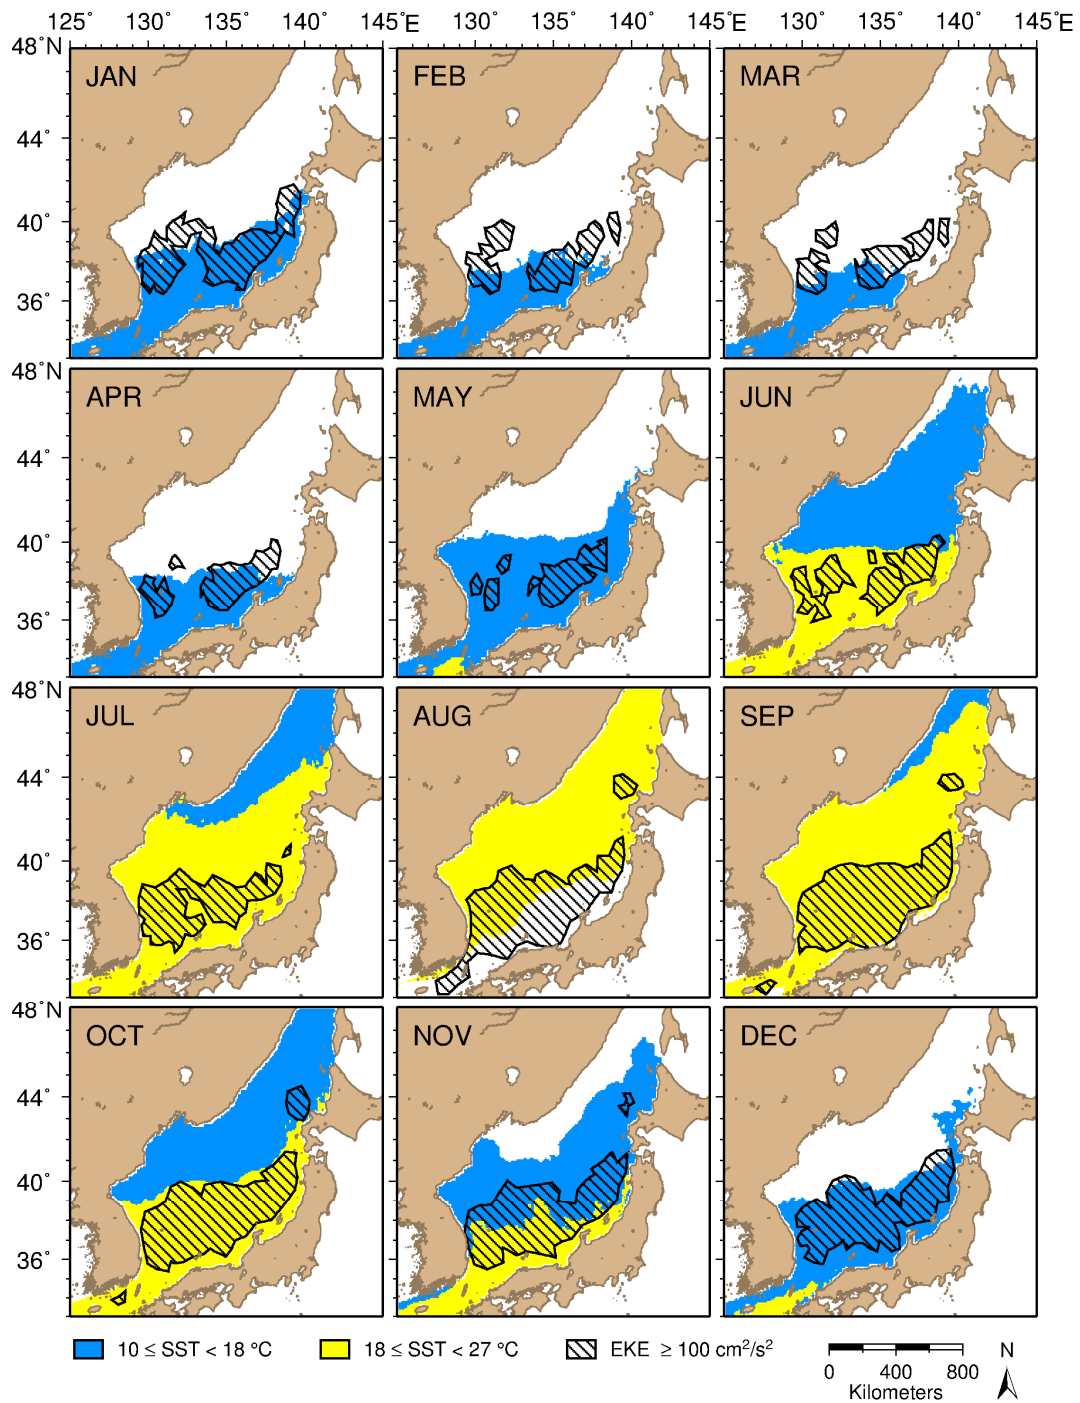 125° 130° 135° 140° 145°E 130° 135° 140° 145°E 130° 135° 140° 145°E
48°N
JAN FEB MAR
44°
40°
36°
48°N
APR MAY JUN
44°
40°
36°
48°N
JUL AUG SEP
44°
40°
36°
48°N
OCT NOV DEC
44°
40°
36°
10 ≤ SST < 18 °C 18 ≤ SST < 27 °C EKE ≥ 100 cm²/s² N
0 400 800
Kilometers